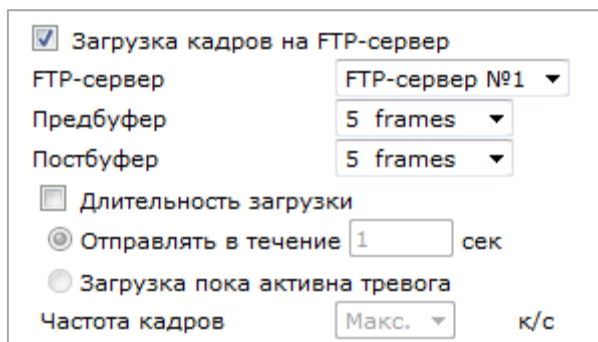 Загрузка кадров на FTP-сервер
FTP-сервер FTP-сервер №1
Предбуфер 5 frames
Постбуфер 5 frames
Длительность загрузки
Отправлять в течение 1 сек
Загрузка пока активна тревога
Частота кадров Макс. к/с